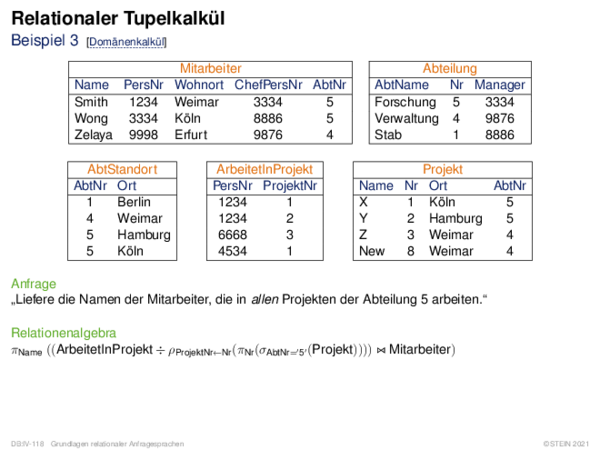 Relationaler Tupelkalkül
Beispiel 3 [Domänenkalkül]
Mitarbeiter
Name PersNr Wohnort ChefPersNr AbtNr
Smith 1234 Weimar 3334 5
Wong 3334 Köln 8886 5
Zelaya 9998 Erfurt 9876 4
Abteilung
AbtName Nr Manager
Forschung 5 3334
Verwaltung 4 9876
Stab 1 8886
AbtStandort
AbtNr Ort
1 Berlin
4 Weimar
5 Hamburg
5 Köln
ArbeitetInProjekt
PersNr ProjektNr
1234 1
1234 2
6668 3
4534 1
Projekt
Name Nr Ort AbtNr
X 1 Köln 5
Y 2 Hamburg 5
Z 3 Weimar 4
New 8 Weimar 4
Anfrage
„Liefere die Namen der Mitarbeiter, die in allen Projekten der Abteilung 5 arbeiten.“
Relationenalgebra
πName ((ArbeitetInProjekt ÷ ρProjektNr←Nr(πNr(σAbtNr='5'(Projekt)))) ⋈ Mitarbeiter)
DB:IV-118 Grundlagen relationaler Anfragesprachen ©STEIN 2021